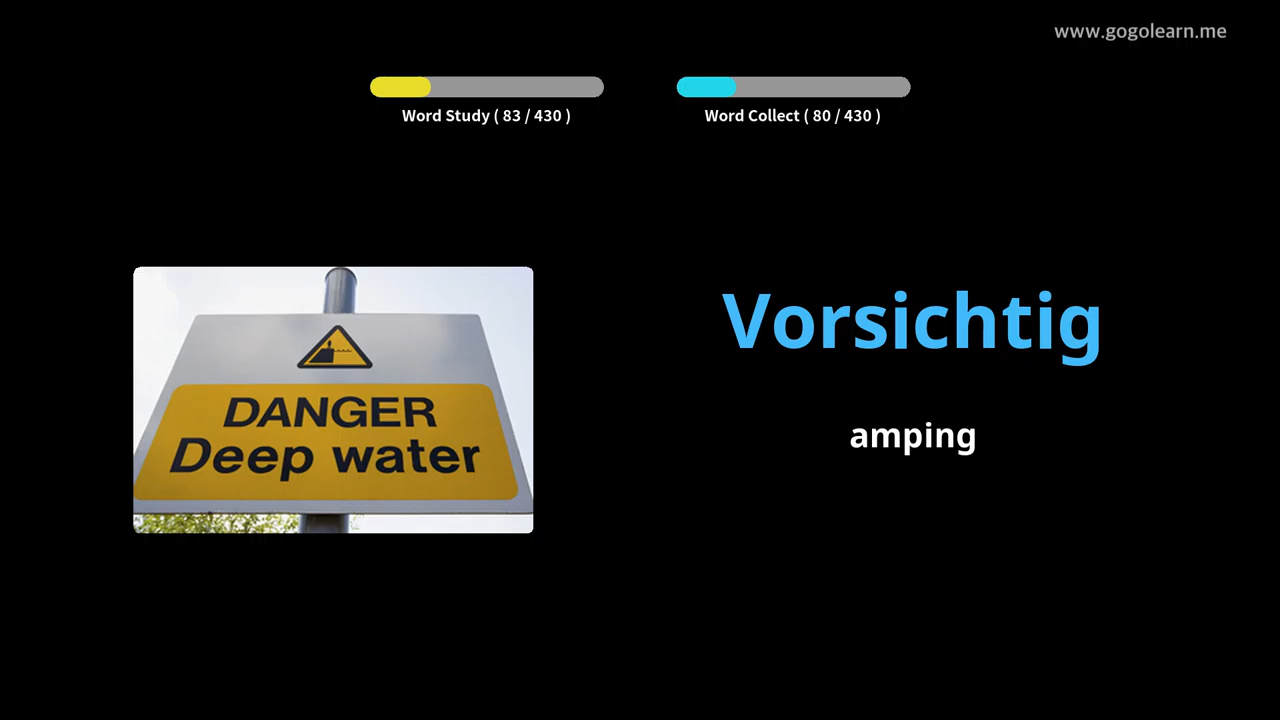 www.gogolearn.me
Word Study ( 83 / 430 )
Word Collect ( 80 / 430 )
DANGER
Deep water
Vorsichtig
amping